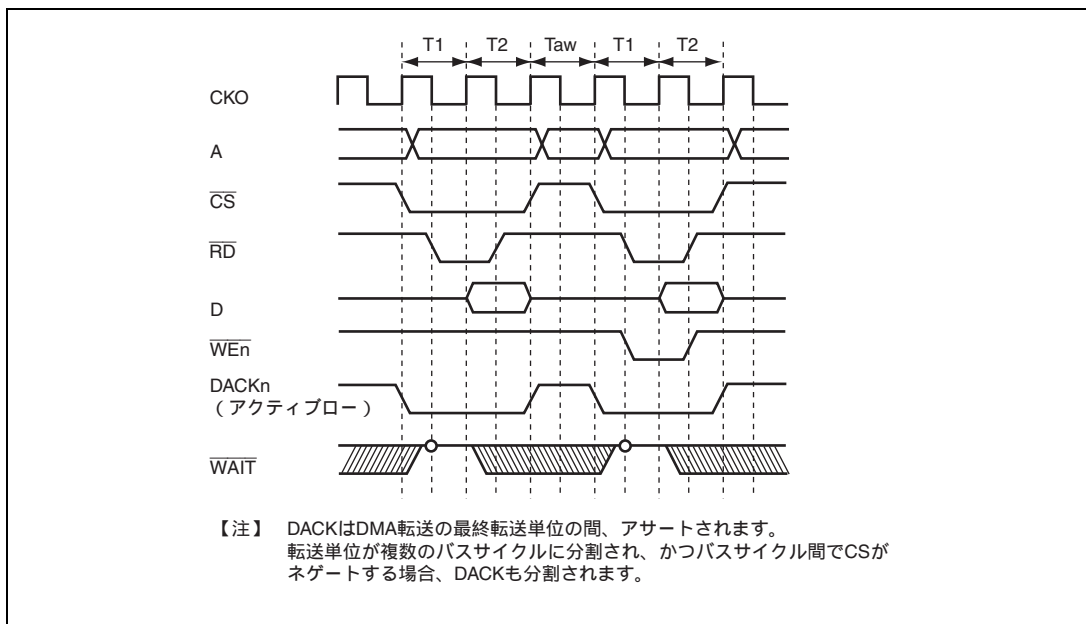 T1 T2 Taw T1 T2
CKO
A
CS
RD
D
WEn
DACKn
（アクティブロー）
WAIT
【注】 DACKはDMA転送の最終転送単位の間、アサートされます。
転送単位が複数のバスサイクルに分割され、かつバスサイクル間でCSが
ネゲートする場合、DACKも分割されます。